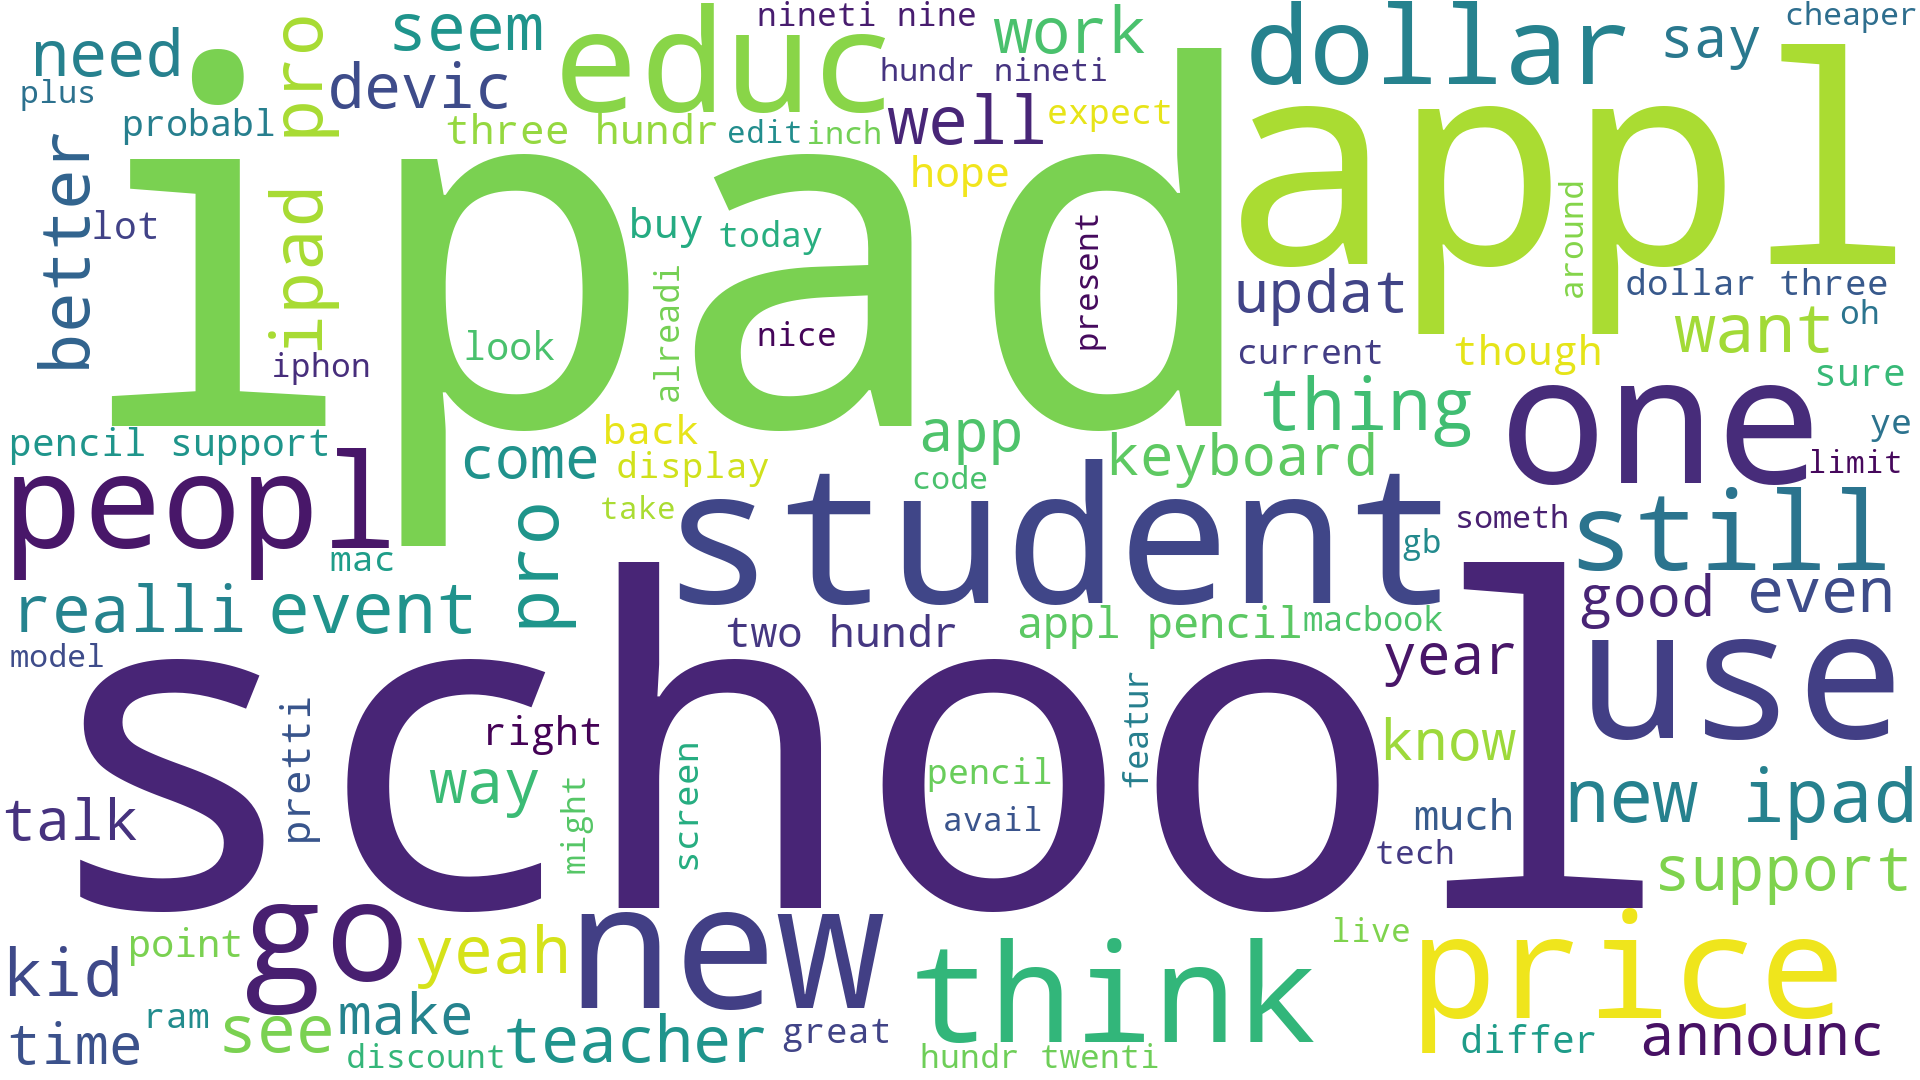 nineti nine
cheaper
need
pro
seem
educ
work
dollar
say
plus
devic
hundr nineti
probabl
three hundr
edit
inch
well
expect
better
lot
ipad pro
ipad
appl
hope
buy
today
present
around
alreadi
updat
dollar three
iphon
look
nice
current
though
want
oh
sure
thing
one
ye
pencil support
come
back
display
app
code
keyboard
limit
peopl
take
student
gb
someth
still
mac
pro
realli
event
good
even
model
two hundr
appl pencil
macbook
year
use
school
pretti
right
screen
pencil
featur
know
way
might
avail
much
new ipad
talk
tech
support
go
yeah
new
think
live
price
kid
point
time
ram
see
make
discount
teacher
great
hundr twenti
differ
announc